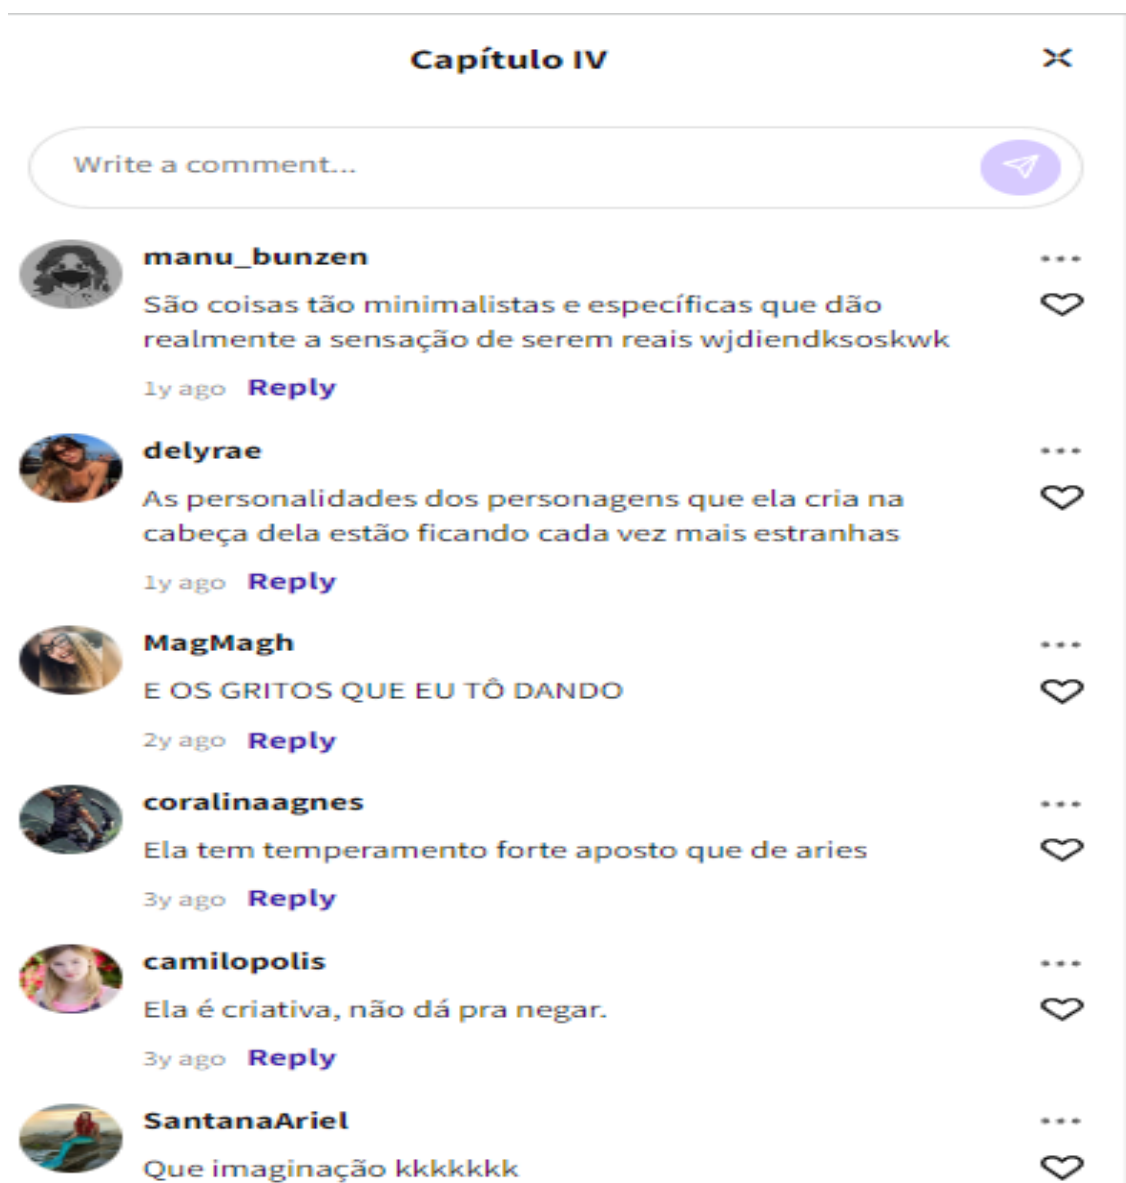 Capítulo IV
Write a comment...
manu_bunzen
São coisas tão minimalistas e específicas que dão
realmente a sensação de serem reais wjdiendksoskwk
1y ago Reply
delyrae
As personalidades dos personagens que ela cria na
cabeça dela estão ficando cada vez mais estranhas
1y ago Reply
MagMagh
E OS GRITOS QUE EU TÔ DANDO
2y ago Reply
coralinaagnes
Ela tem temperamento forte aposto que de aries
3y ago Reply
camilopolis
Ela é criativa, não dá pra negar.
3y ago Reply
SantanaAriel
Que imaginação kkkkkkk